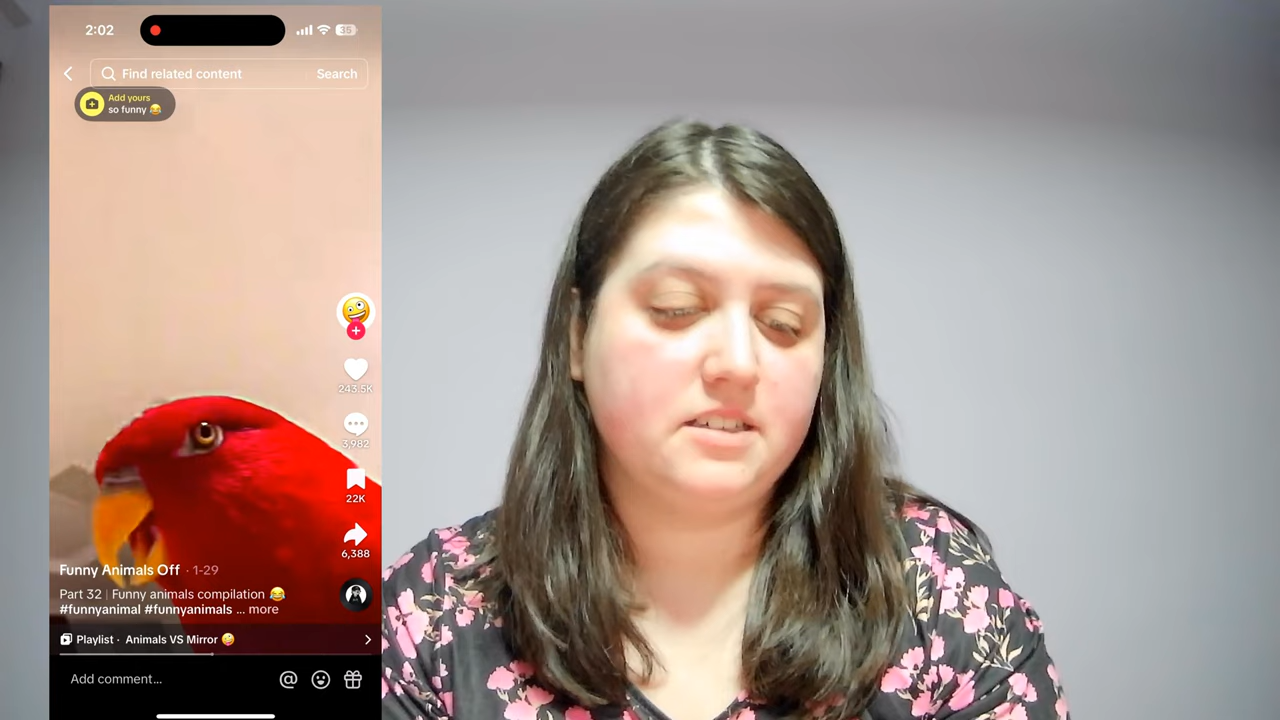 2:02
35
Find related content
Search
Add yours
so funny 😂
243.5K
3,982
22K
6,388
Funny Animals Off · 1-29
Part 32 | Funny animals compilation 😂
#funnyanimal #funnyanimals ... more
Playlist · Animals VS Mirror 🤪
Add comment...
@